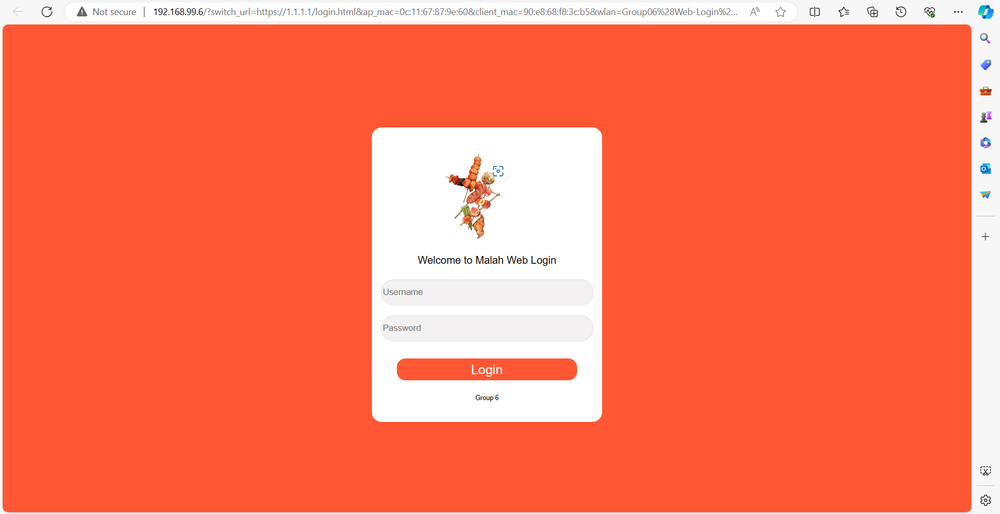 Not secure
192.168.99.6/?switch_url=https://1.1.1.1/login.html&ap_mac=0c:11:67:87:9e:60&client_mac=90:e8:68:f8:3c:b5&wlan=Group06%28Web-Login%2...
Welcome to Malah Web Login
Username
Password
Login
Group 6